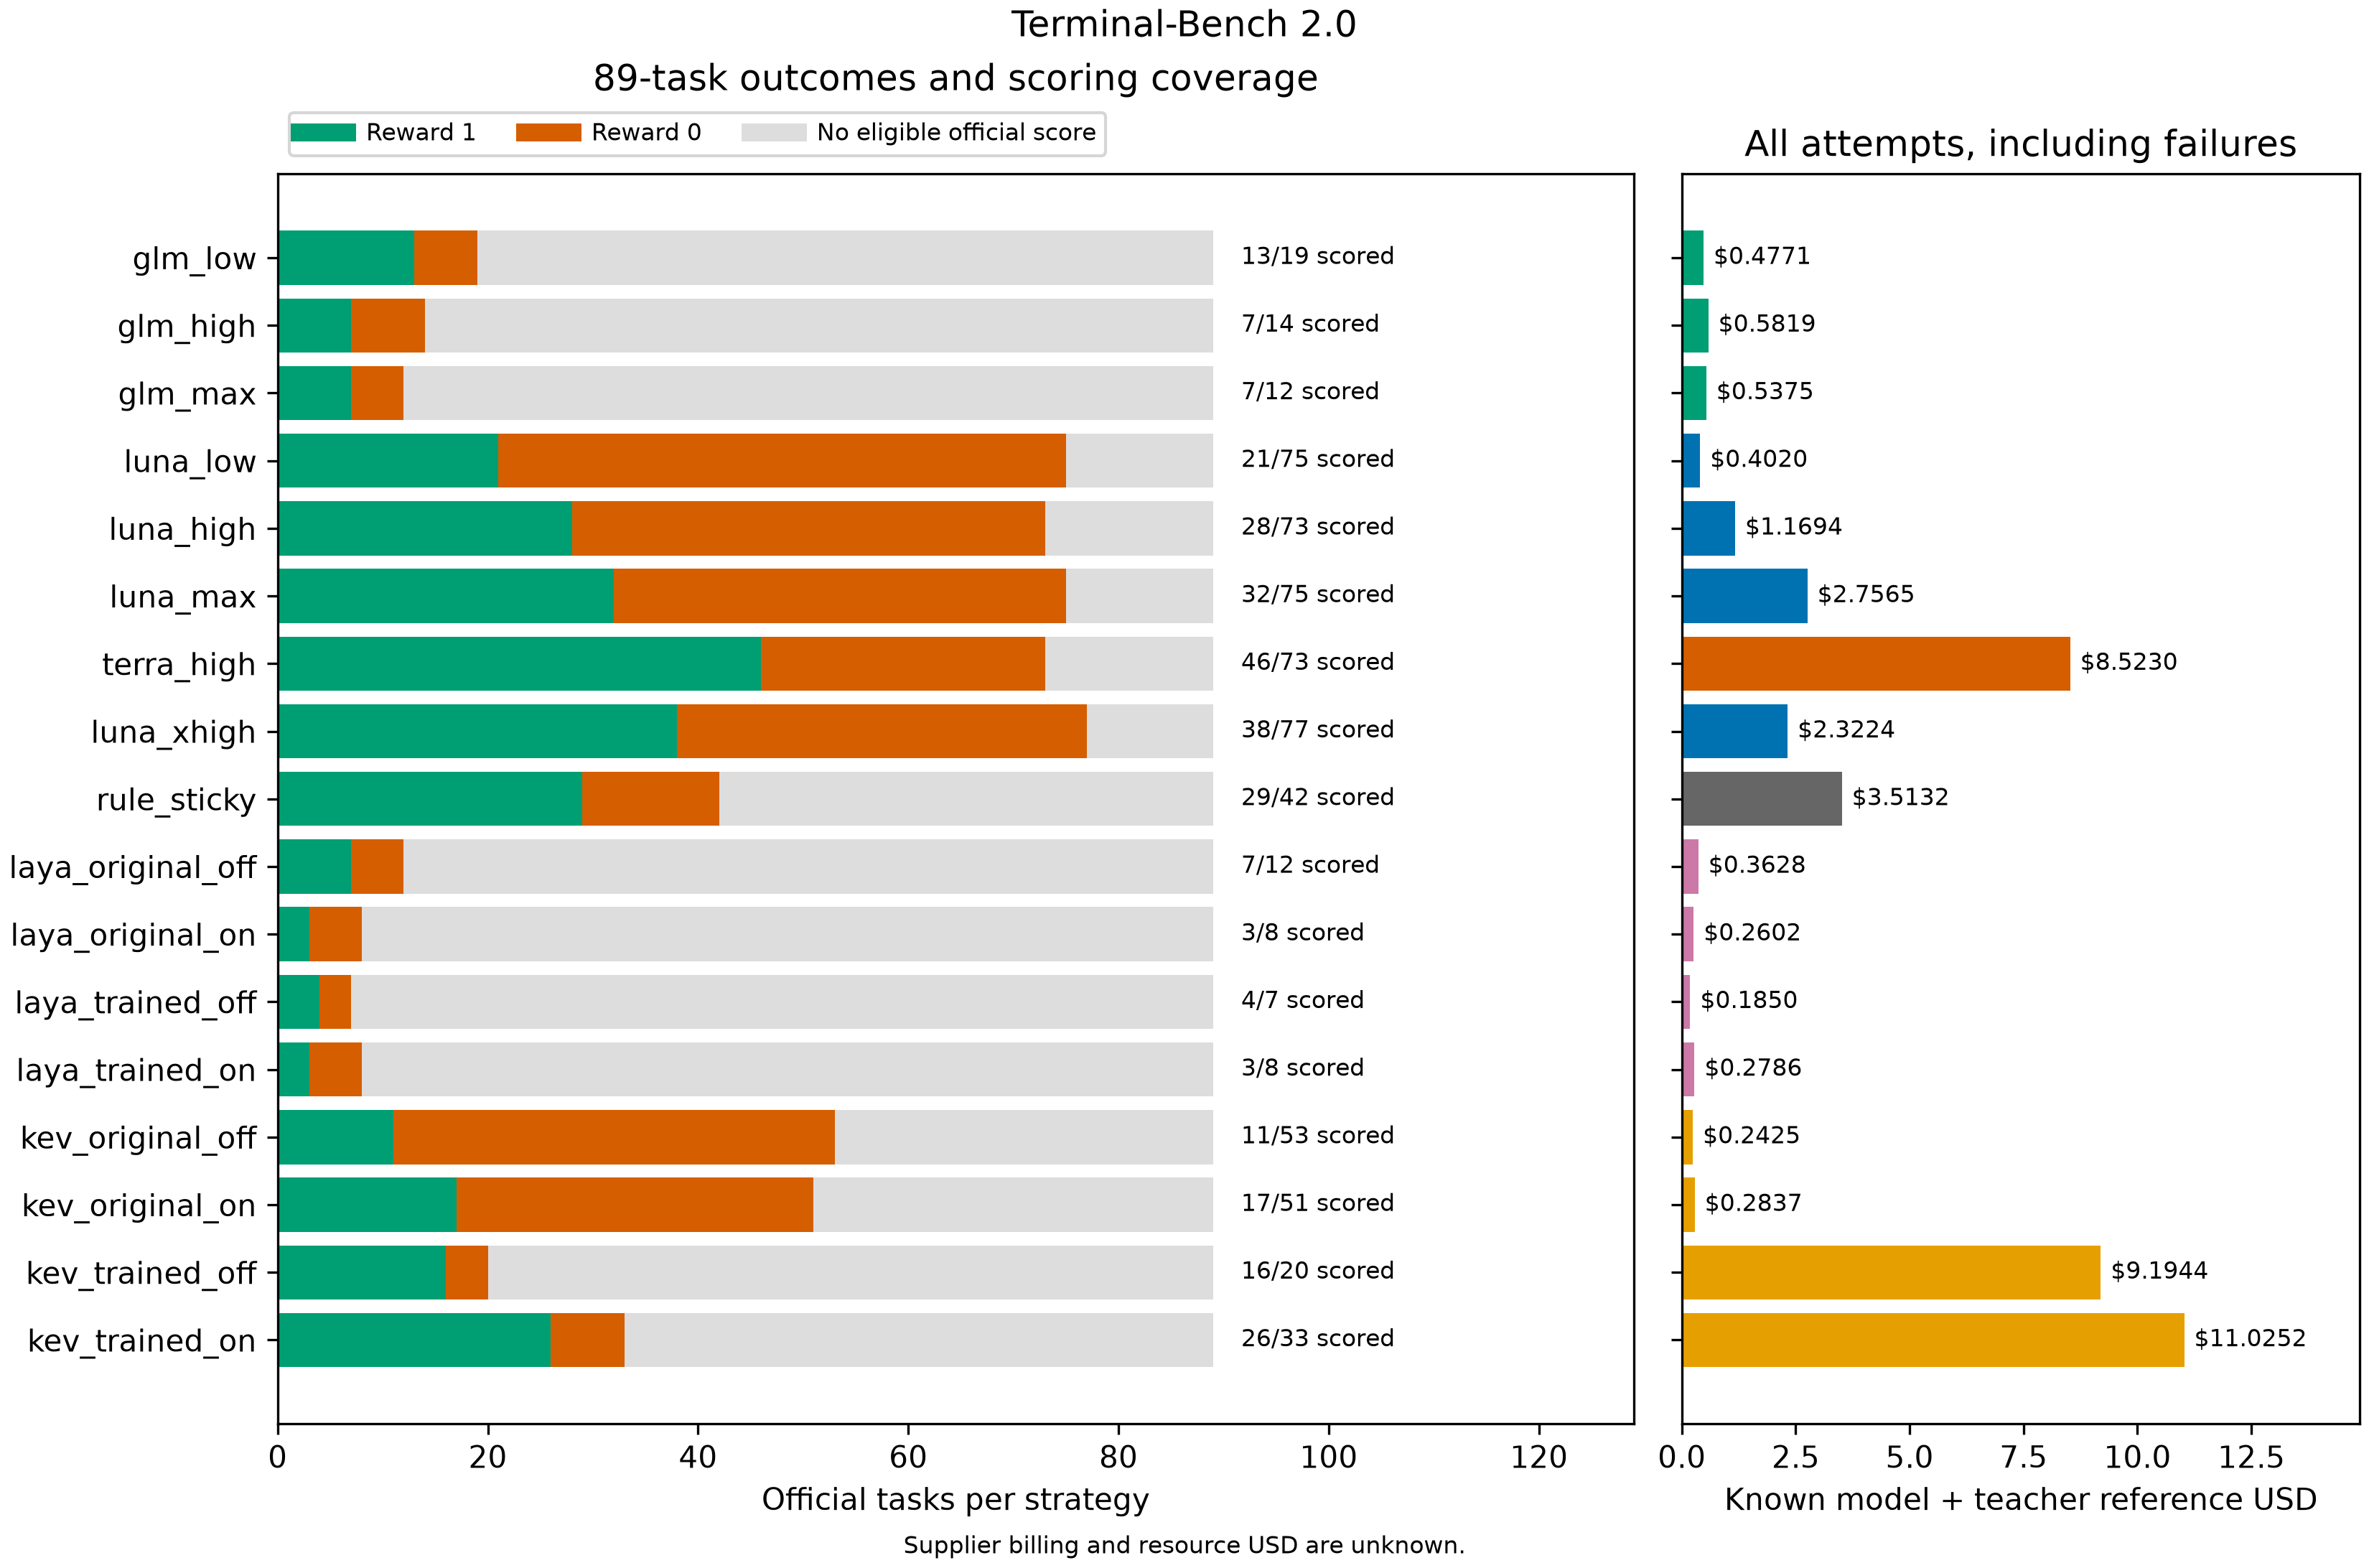 Terminal-Bench 2.0
89-task outcomes and scoring coverage
Reward 1 Reward 0 No eligible official score
All attempts, including failures
glm_low 13/19 scored $0.4771
glm_high 7/14 scored $0.5819
glm_max 7/12 scored $0.5375
luna_low 21/75 scored $0.4020
luna_high 28/73 scored $1.1694
luna_max 32/75 scored $2.7565
terra_high 46/73 scored $8.5230
luna_xhigh 38/77 scored $2.3224
rule_sticky 29/42 scored $3.5132
laya_original_off 7/12 scored $0.3628
laya_original_on 3/8 scored $0.2602
laya_trained_off 4/7 scored $0.1850
laya_trained_on 3/8 scored $0.2786
kev_original_off 11/53 scored $0.2425
kev_original_on 17/51 scored $0.2837
kev_trained_off 16/20 scored $9.1944
kev_trained_on 26/33 scored $11.0252
0 20 40 60 80 100 120 0.0 2.5 5.0 7.5 10.0 12.5
Official tasks per strategy Known model + teacher reference USD
Supplier billing and resource USD are unknown.